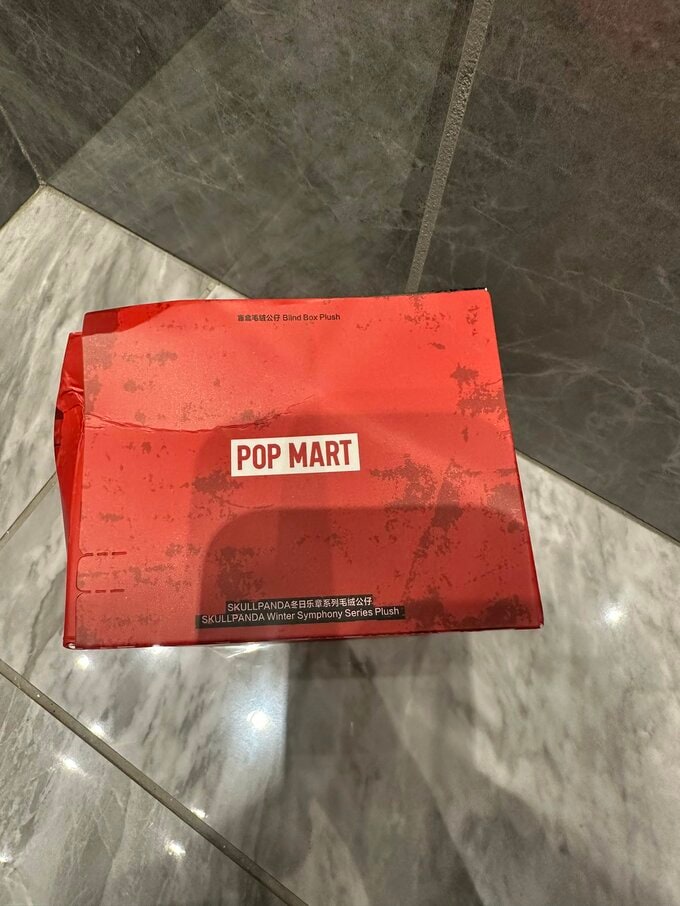 盲盒毛绒公仔 Blind Box Plush
POP MART
SKULLPANDA冬日乐章系列毛绒公仔
SKULLPANDA Winter Symphony Series Plush